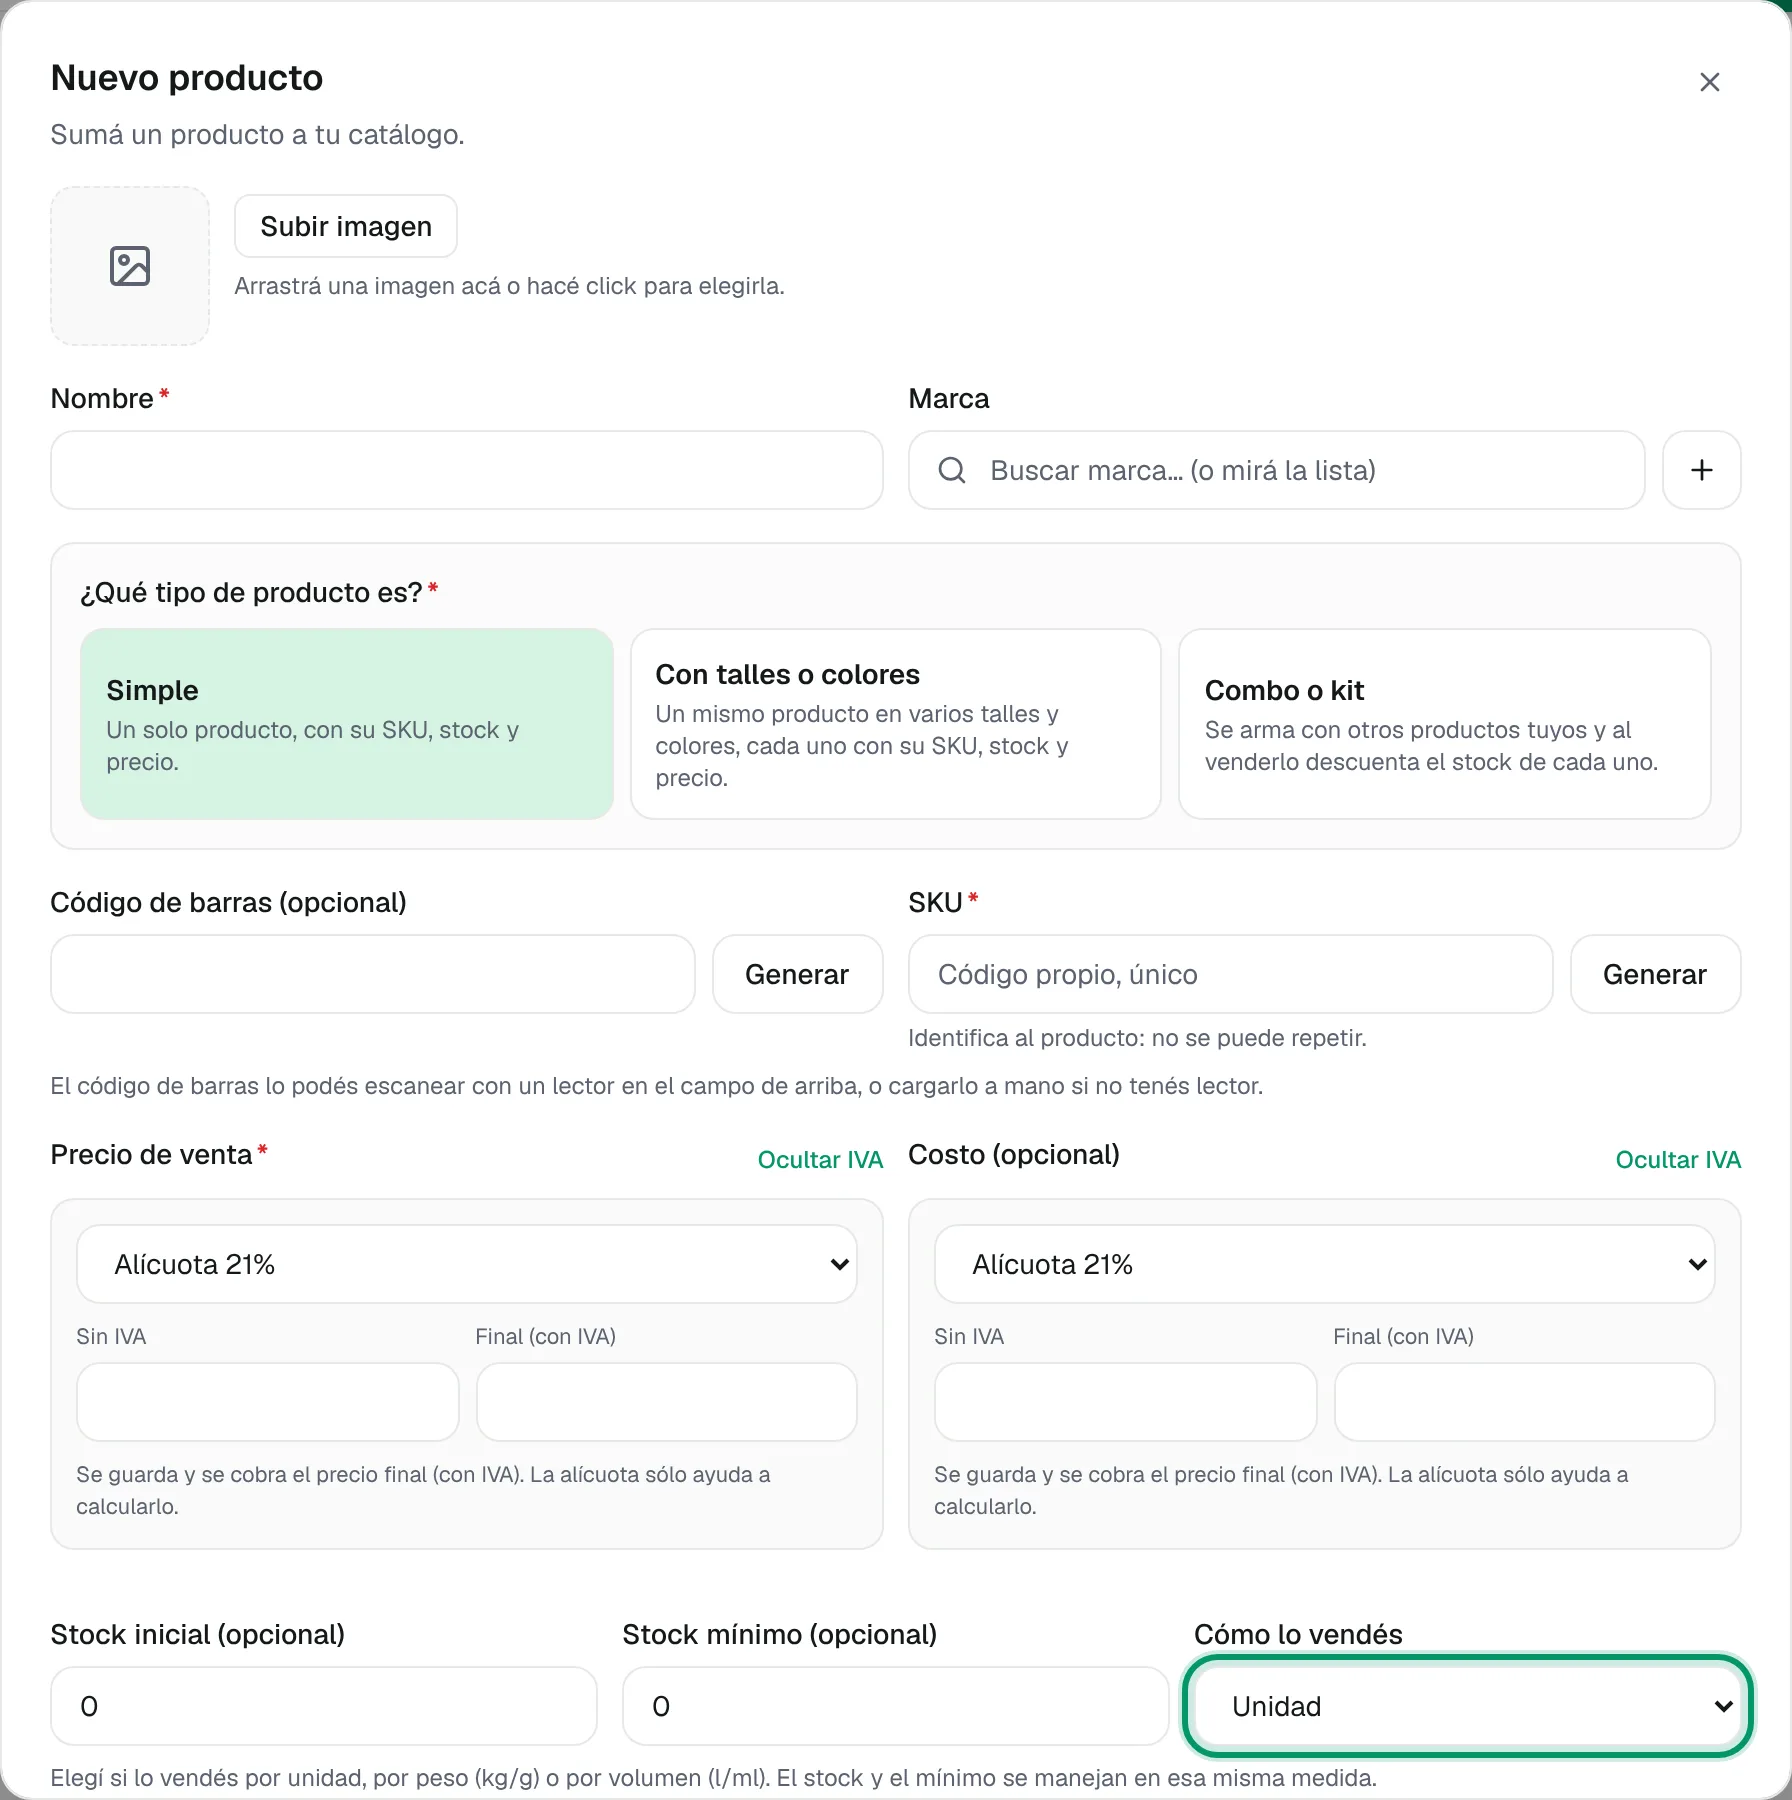 Nuevo producto
Sumá un producto a tu catálogo.
Subir imagen
Arrastrá una imagen acá o hacé click para elegirla.
Nombre *
Marca
Buscar marca... (o mirá la lista)
+
¿Qué tipo de producto es? *
Simple
Un solo producto, con su SKU, stock y
precio.
Con talles o colores
Un mismo producto en varios talles y
colores, cada uno con su SKU, stock y
precio.
Combo o kit
Se arma con otros productos tuyos y al
venderlo descuenta el stock de cada uno.
Código de barras (opcional)
Generar
SKU *
Código propio, único
Generar
Identifica al producto: no se puede repetir.
El código de barras lo podés escanear con un lector en el campo de arriba, o cargarlo a mano si no tenés lector.
Precio de venta *
Ocultar IVA
Alícuota 21%
Sin IVA
Final (con IVA)
Se guarda y se cobra el precio final (con IVA). La alícuota sólo ayuda a
calcularlo.
Costo (opcional)
Ocultar IVA
Alícuota 21%
Sin IVA
Final (con IVA)
Se guarda y se cobra el precio final (con IVA). La alícuota sólo ayuda a
calcularlo.
Stock inicial (opcional)
0
Stock mínimo (opcional)
0
Cómo lo vendés
Unidad
Elegí si lo vendés por unidad, por peso (kg/g) o por volumen (l/ml). El stock y el mínimo se manejan en esa misma medida.